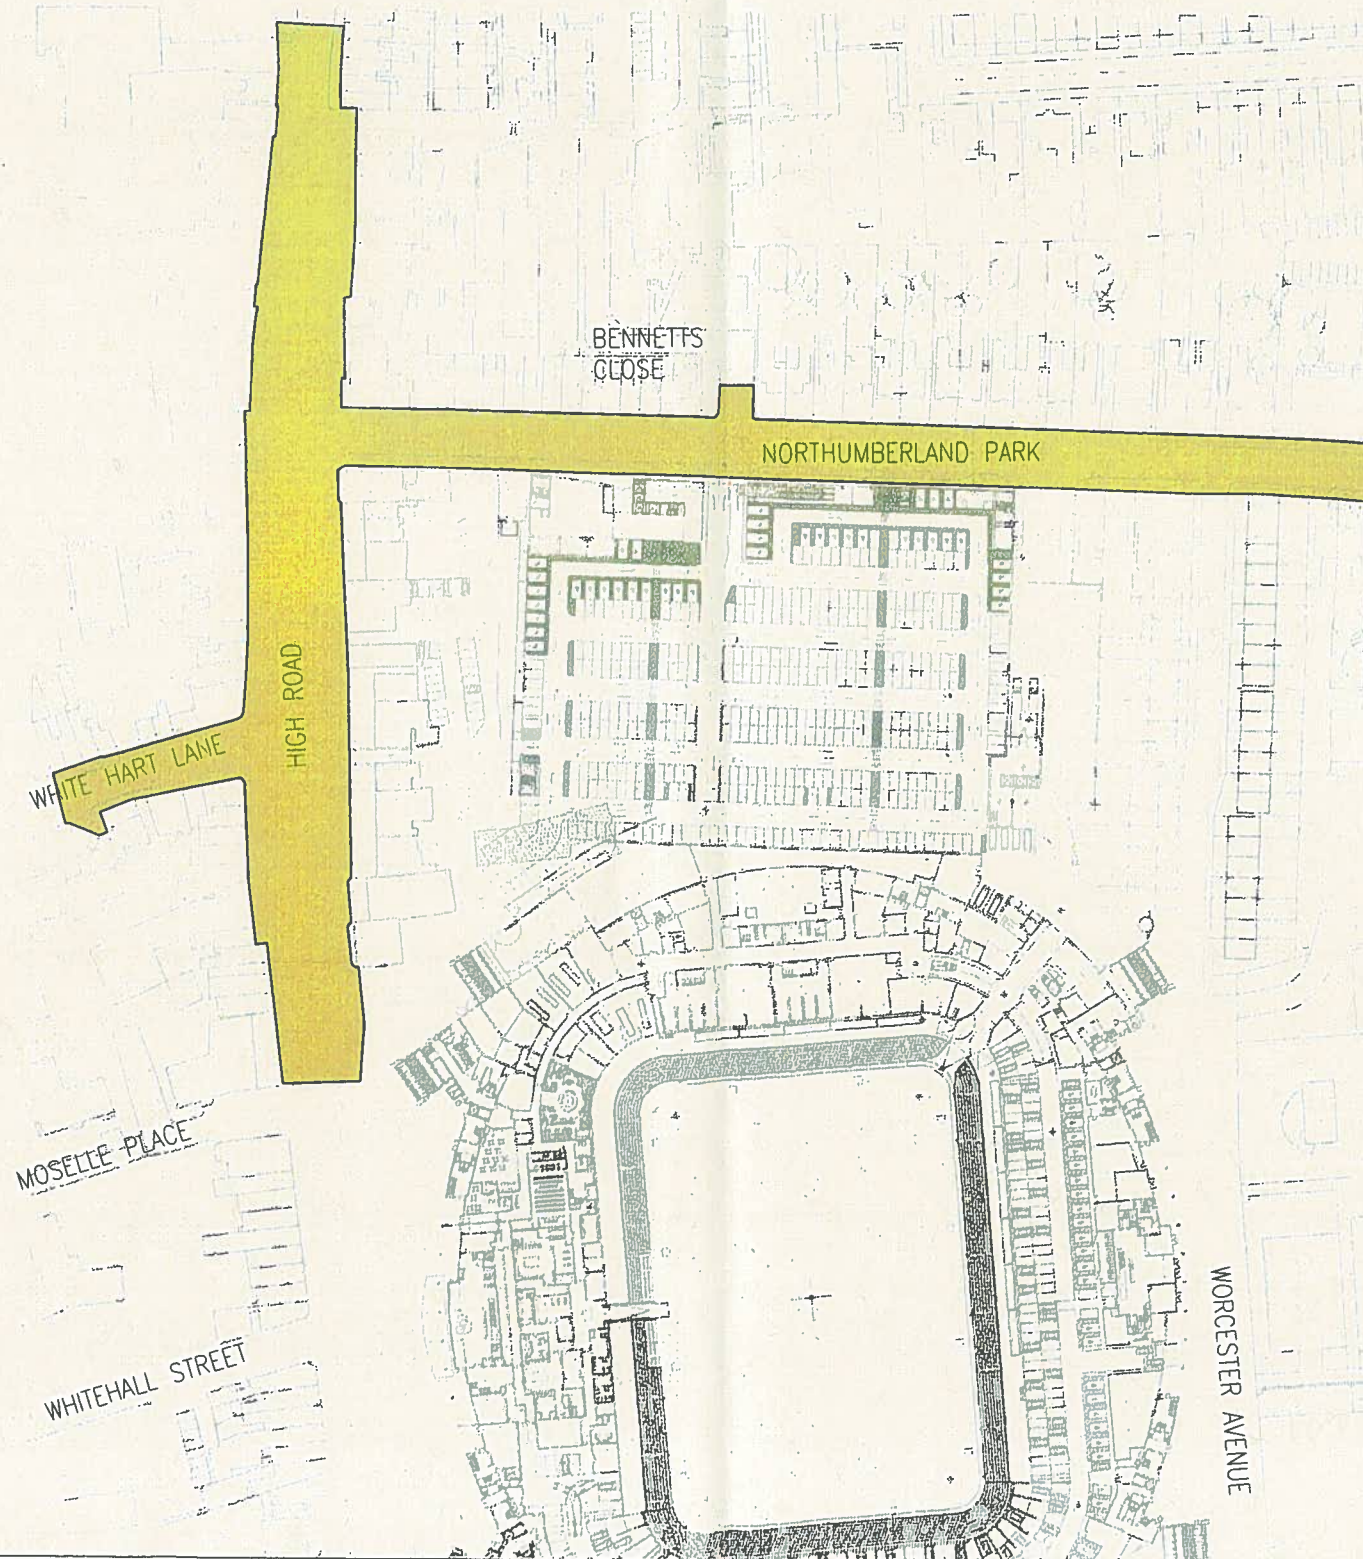 BENNETTS
CLOSE
NORTHUMBERLAND PARK
HIGH ROAD
WHITE HART LANE
MOSELLE PLACE
WHITEHALL STREET
WORCESTER AVENUE